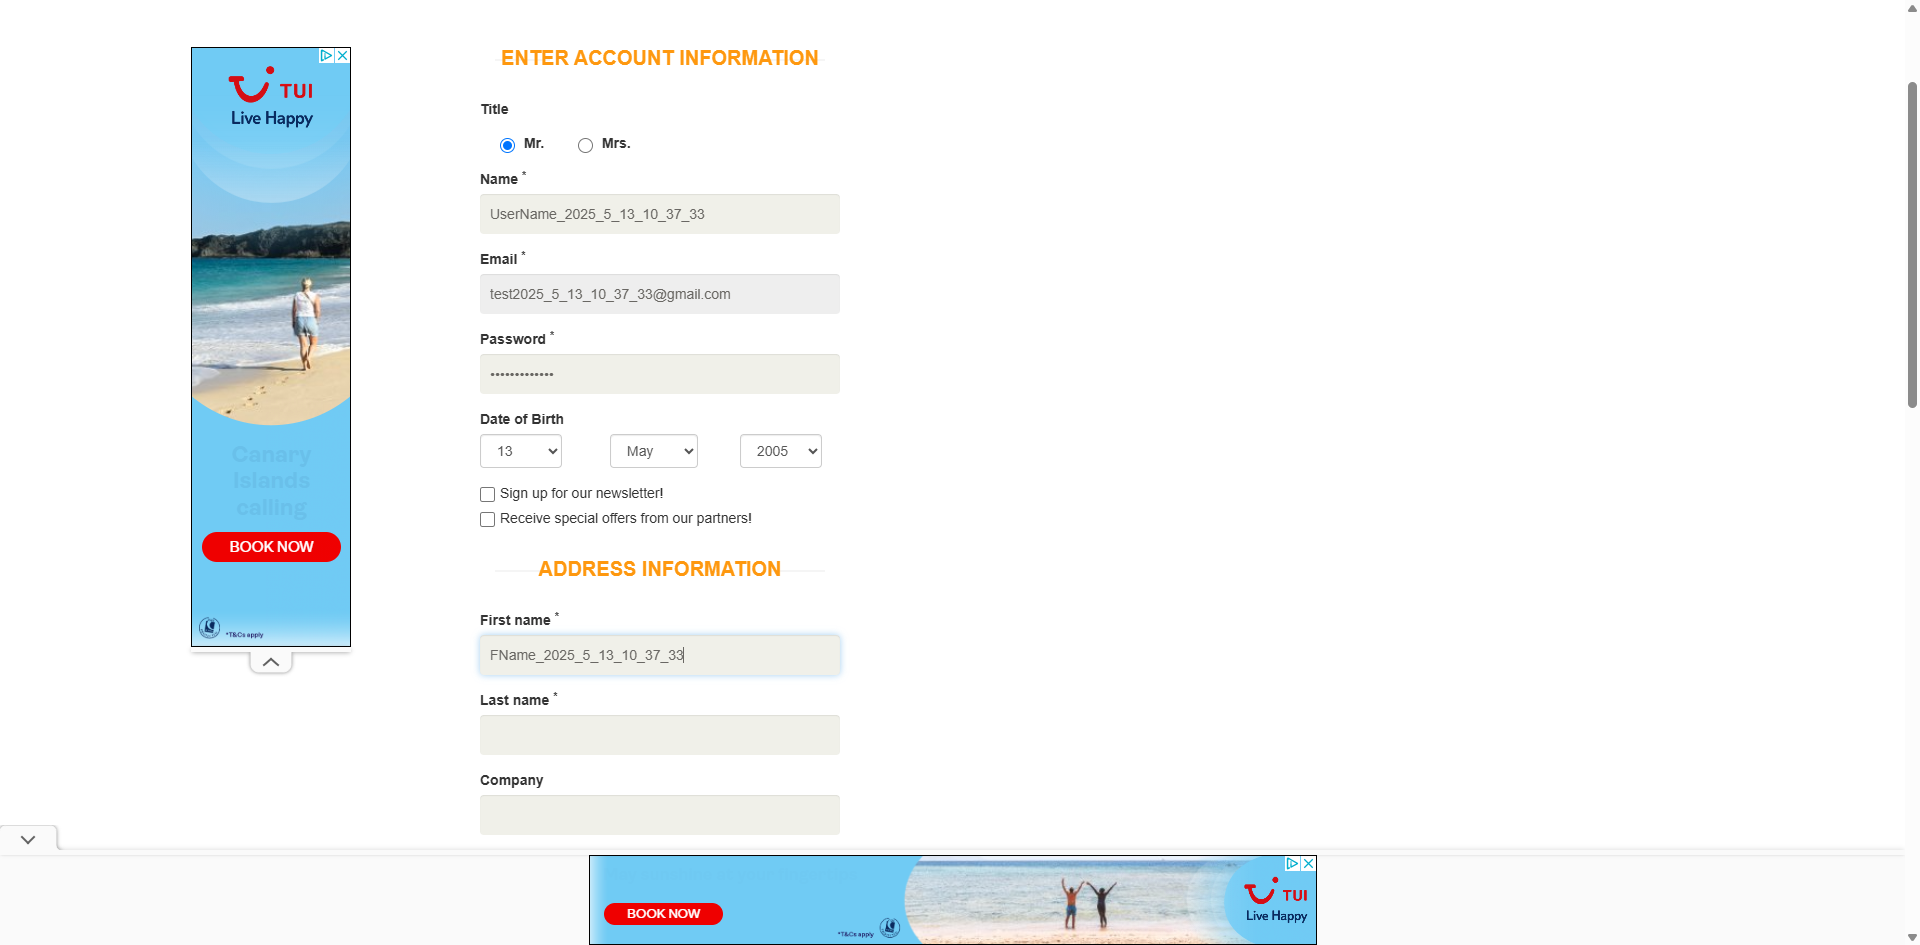 ENTER ACCOUNT INFORMATION
Title
Mr. Mrs.
Name *
UserName_2025_5_13_10_37_33
Email *
test2025_5_13_10_37_33@gmail.com
Password *
•••••••••••••
Date of Birth
13 May 2005
Sign up for our newsletter!
Receive special offers from our partners!
ADDRESS INFORMATION
First name *
FName_2025_5_13_10_37_33
Last name *
Company
TUI
Live Happy
Canary
Islands
calling
BOOK NOW
*T&Cs apply
BOOK NOW
*T&Cs apply
TUI
Live Happy